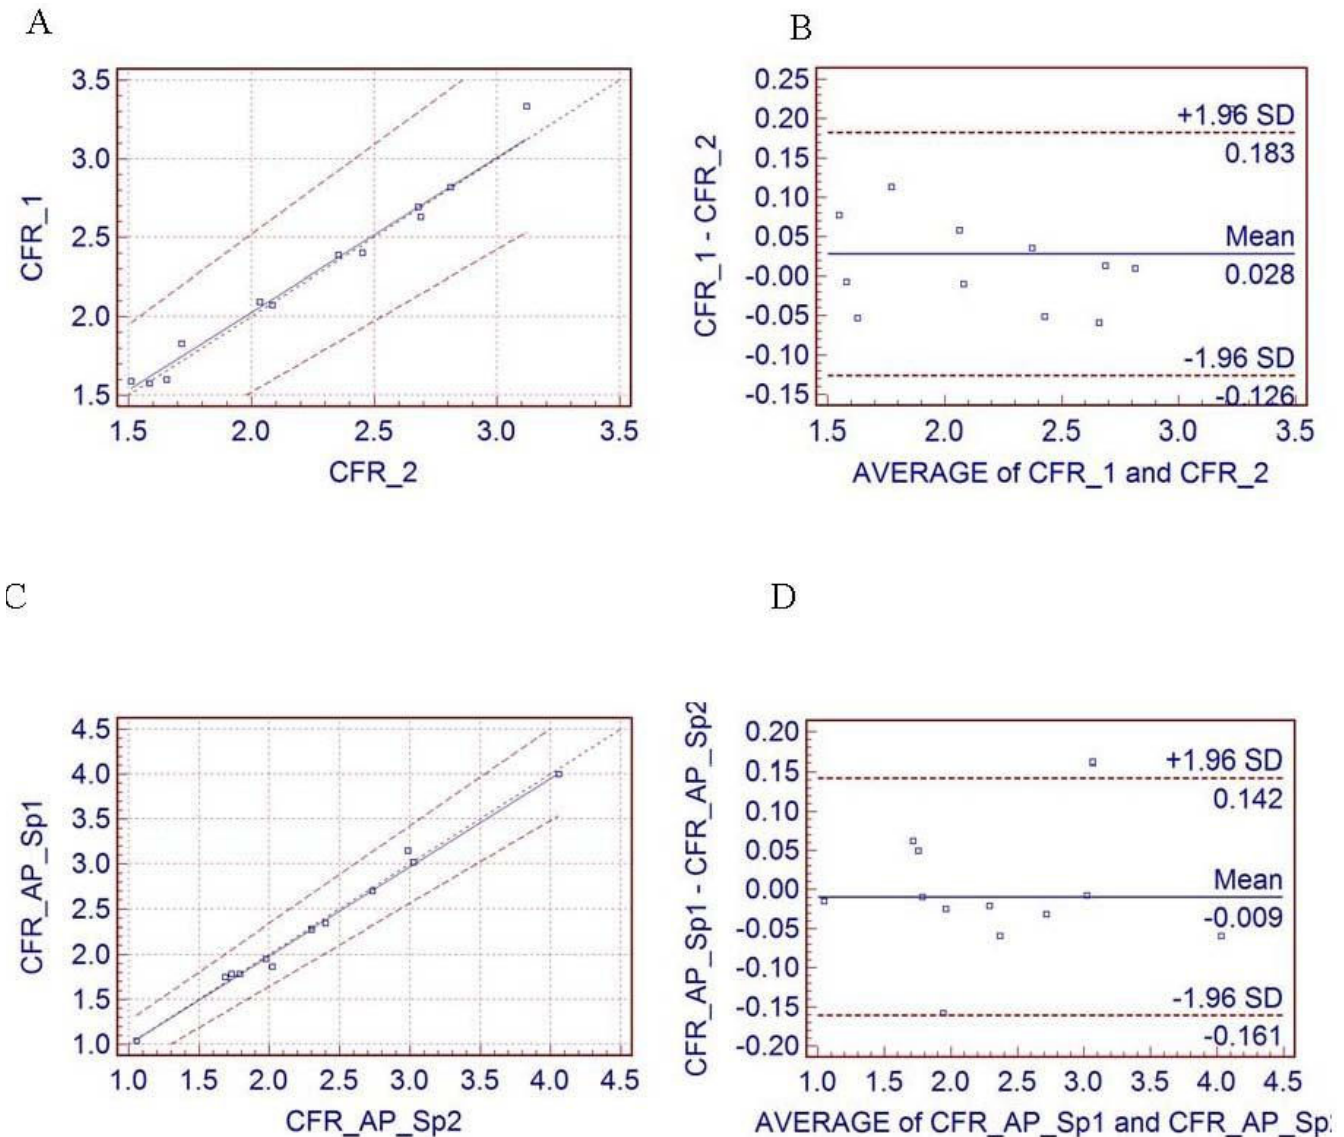 A
B
3.5
3.0
2.5
2.0
1.5
CFR_1
1.5 2.0 2.5 3.0 3.5
CFR_2
0.25
0.20
0.15
0.10
0.05
-0.00
-0.05
-0.10
-0.15
CFR_1 - CFR_2
+1.96 SD
0.183
Mean
0.028
-1.96 SD
-0.126
1.5 2.0 2.5 3.0 3.5
AVERAGE of CFR_1 and CFR_2
C
D
4.5
4.0
3.5
3.0
2.5
2.0
1.5
1.0
CFR_AP_Sp1
1.0 1.5 2.0 2.5 3.0 3.5 4.0 4.5
CFR_AP_Sp2
0.20
0.15
0.10
0.05
0.00
-0.05
-0.10
-0.15
-0.20
CFR_AP_Sp1 - CFR_AP_Sp2
+1.96 SD
0.142
Mean
-0.009
-1.96 SD
-0.161
1.0 1.5 2.0 2.5 3.0 3.5 4.0 4.5
AVERAGE of CFR_AP_Sp1 and CFR_AP_Sp